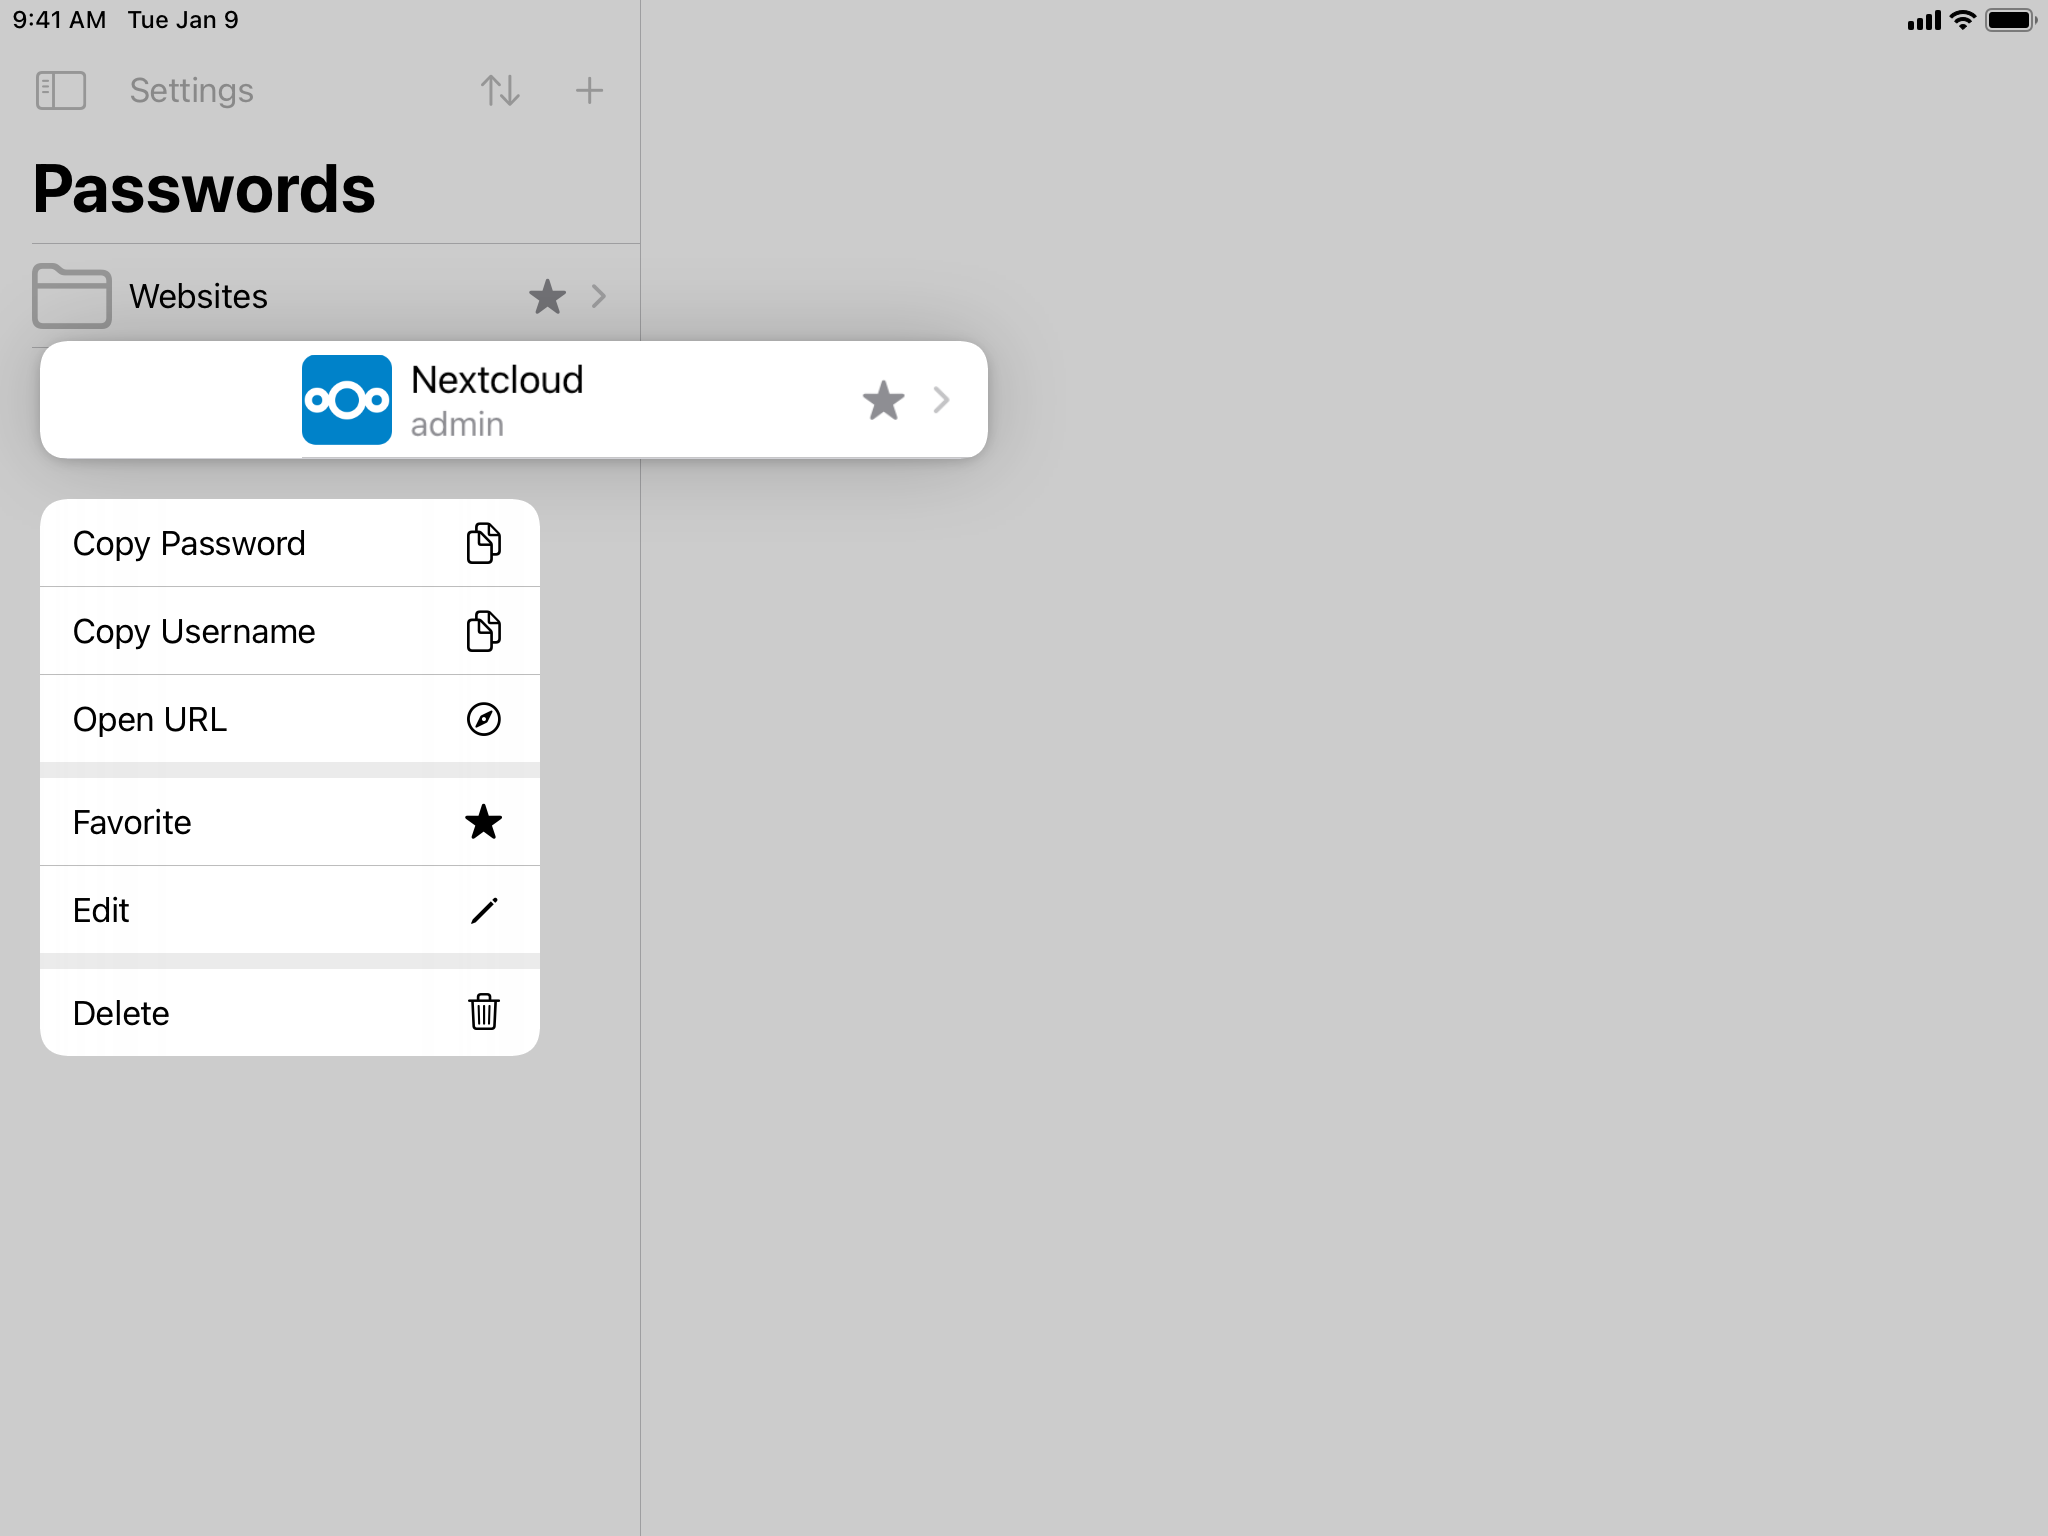 9:41 AM Tue Jan 9
Settings
Passwords
Websites
Nextcloud
admin
Copy Password
Copy Username
Open URL
Favorite
Edit
Delete